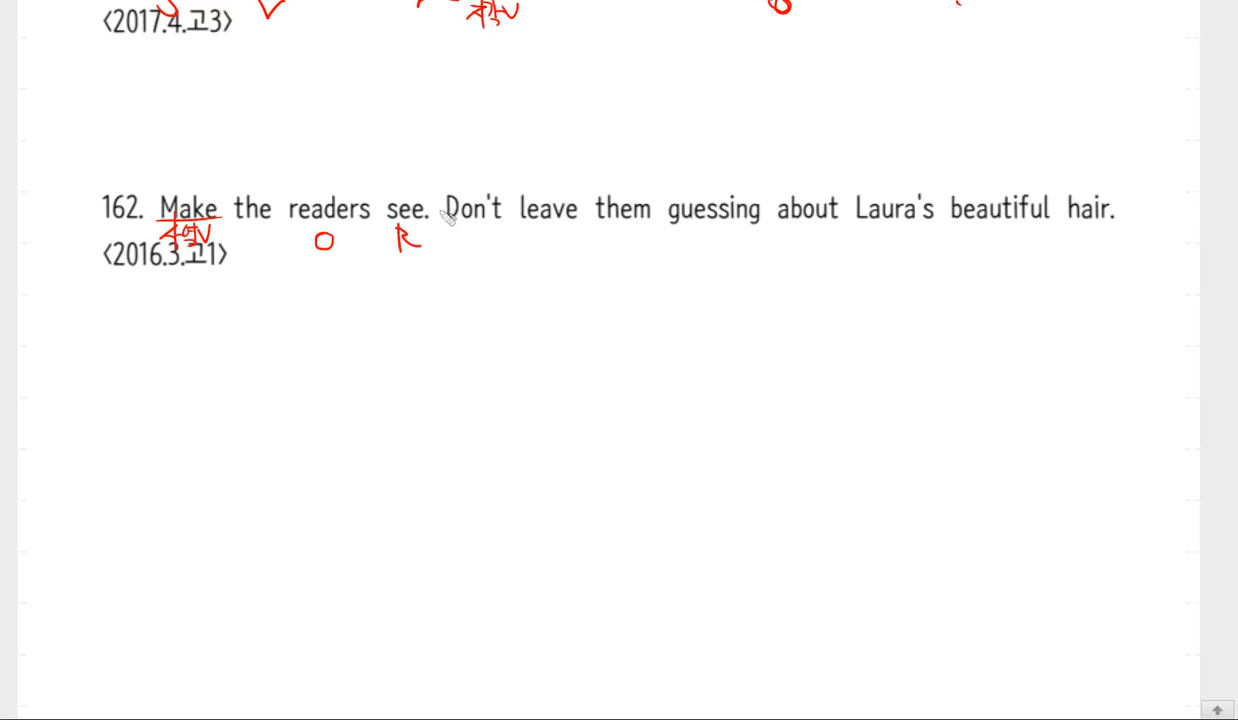 <2017.4.고3>
162. Make the readers see. Don't leave them guessing about Laura's beautiful hair.
사역V O R
<2016.3.고1>